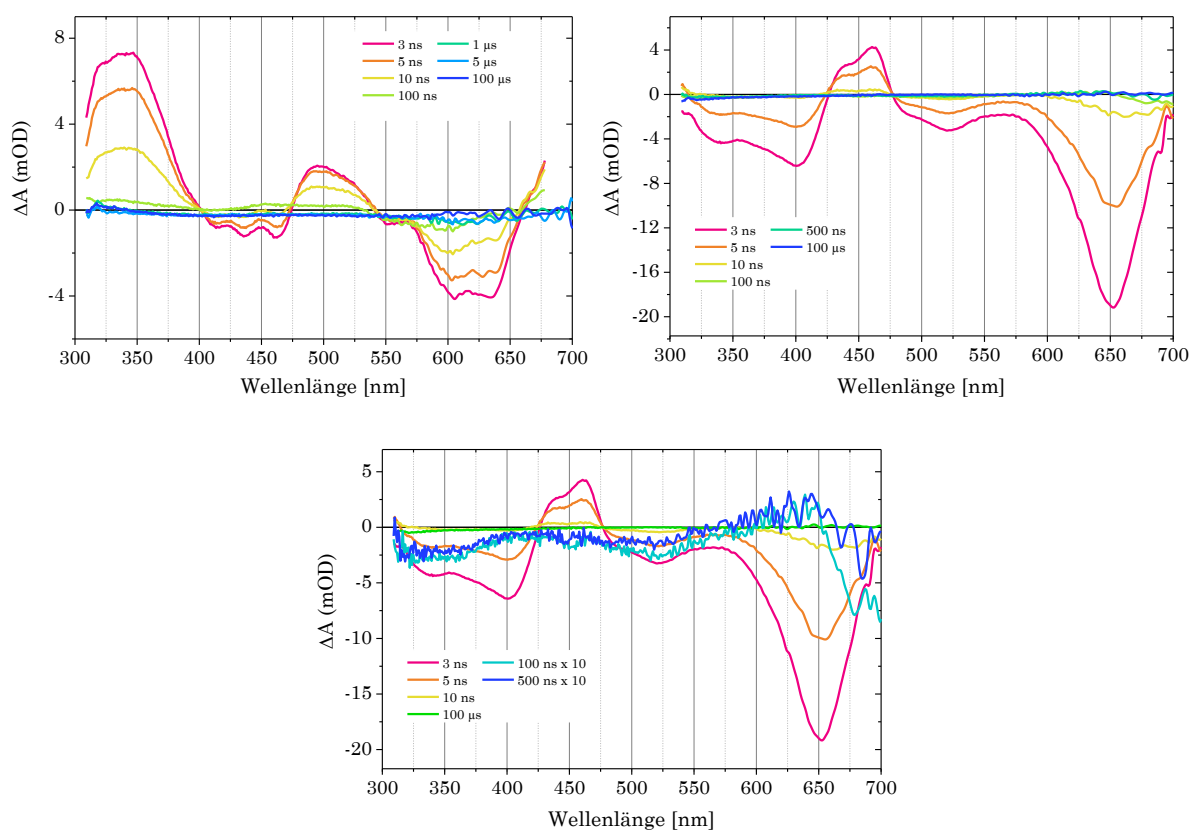 8
4
0
-4
ΔA (mOD)
3 ns 1 µs
5 ns 5 µs
10 ns 100 µs
100 ns
300 350 400 450 500 550 600 650 700
Wellenlänge [nm]
4
0
-4
-8
-12
-16
-20
ΔA (mOD)
3 ns 500 ns
5 ns 100 µs
10 ns
100 ns
300 350 400 450 500 550 600 650 700
Wellenlänge [nm]
5
0
-5
-10
-15
-20
ΔA (mOD)
3 ns 100 ns x 10
5 ns 500 ns x 10
10 ns
100 µs
300 350 400 450 500 550 600 650 700
Wellenlänge [nm]